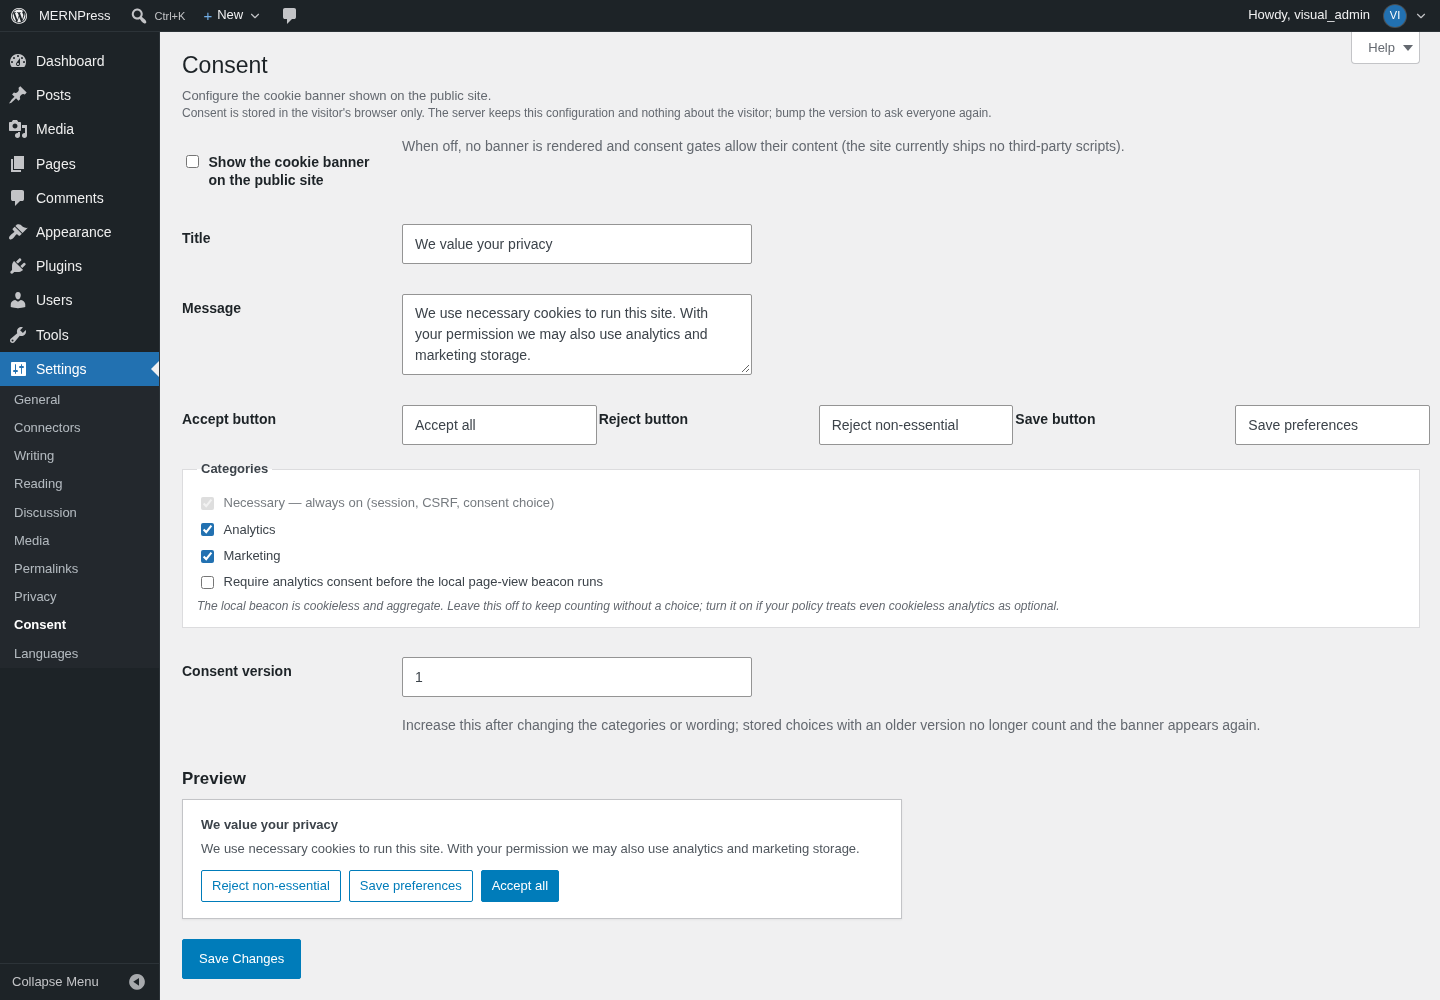 MERNPress
Ctrl+K
+ New
Howdy, visual_admin
VI
Help
Dashboard
Posts
Media
Pages
Comments
Appearance
Plugins
Users
Tools
Settings
General
Connectors
Writing
Reading
Discussion
Media
Permalinks
Privacy
Consent
Languages
Collapse Menu
Consent
Configure the cookie banner shown on the public site.
Consent is stored in the visitor's browser only. The server keeps this configuration and nothing about the visitor; bump the version to ask everyone again.
Show the cookie banner
on the public site
When off, no banner is rendered and consent gates allow their content (the site currently ships no third-party scripts).
Title
We value your privacy
Message
We use necessary cookies to run this site. With
your permission we may also use analytics and
marketing storage.
Accept button
Accept all
Reject button
Reject non-essential
Save button
Save preferences
Categories
Necessary — always on (session, CSRF, consent choice)
Analytics
Marketing
Require analytics consent before the local page-view beacon runs
The local beacon is cookieless and aggregate. Leave this off to keep counting without a choice; turn it on if your policy treats even cookieless analytics as optional.
Consent version
1
Increase this after changing the categories or wording; stored choices with an older version no longer count and the banner appears again.
Preview
We value your privacy
We use necessary cookies to run this site. With your permission we may also use analytics and marketing storage.
Reject non-essential
Save preferences
Accept all
Save Changes